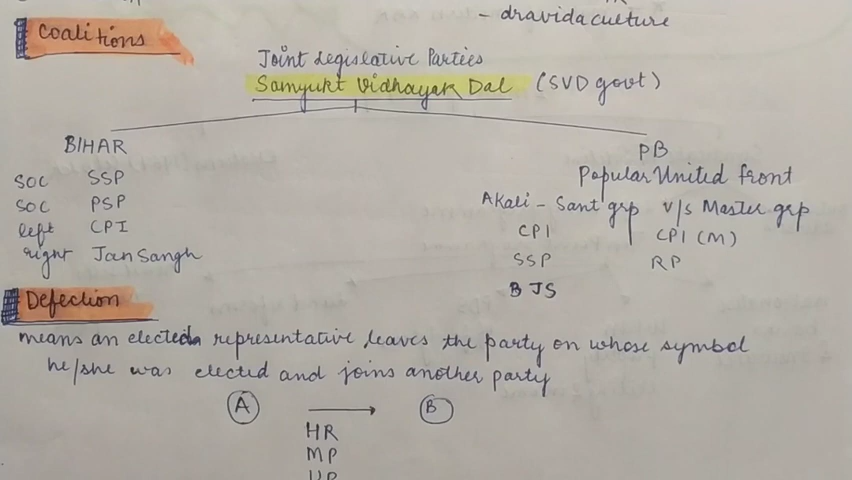 - dravida culture
Coalitions
Joint Legislative Parties
Samyukt Vidhayak Dal (SVD govt)
BIHAR
SOC SSP
SOC PSP
left CPI
right Jan Sangh
PB
Popular United front
Akali - Sant grp V/s Master grp
CPI CPI (M)
SSP RP
BJS
Defection
means an elected representative leaves the party on whose symbol
he/she was elected and joins another party
A → B
HR
MP
UP